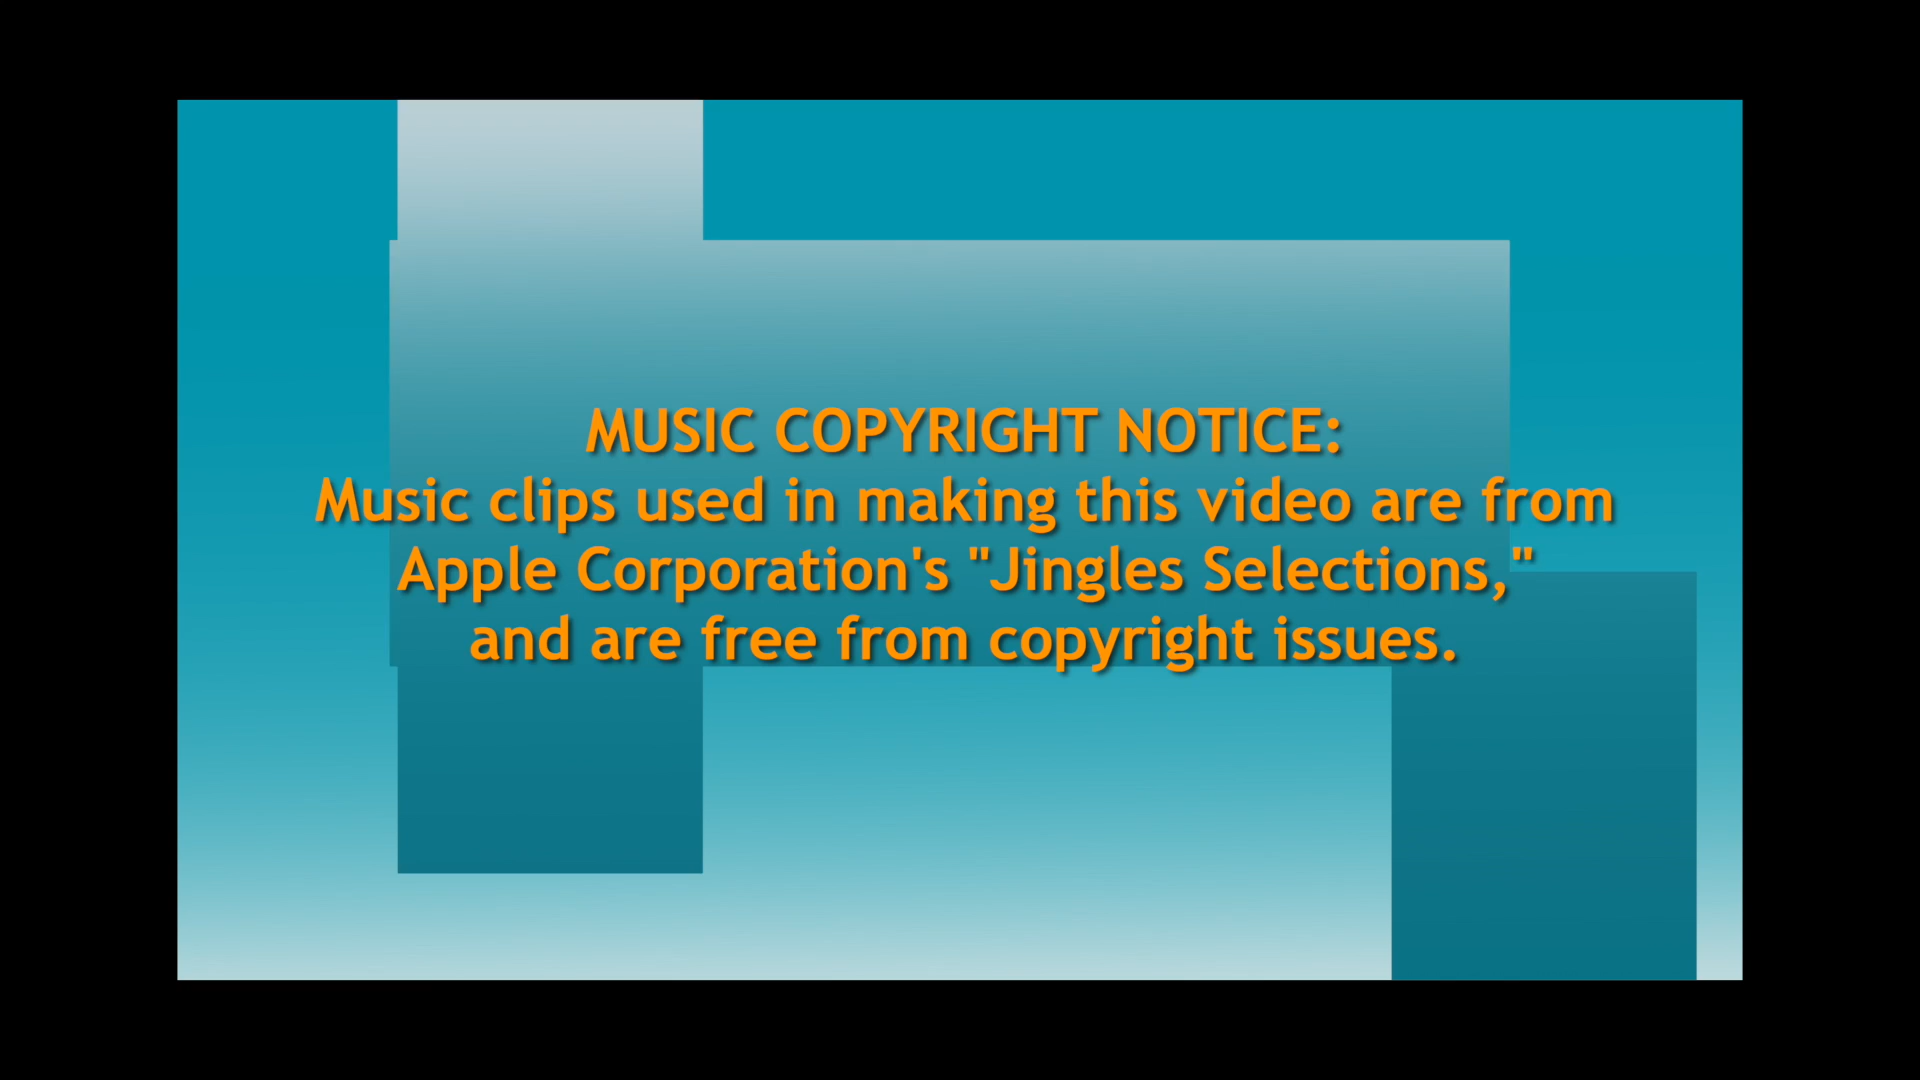 MUSIC COPYRIGHT NOTICE:
Music clips used in making this video are from
Apple Corporation's "Jingles Selections,"
and are free from copyright issues.